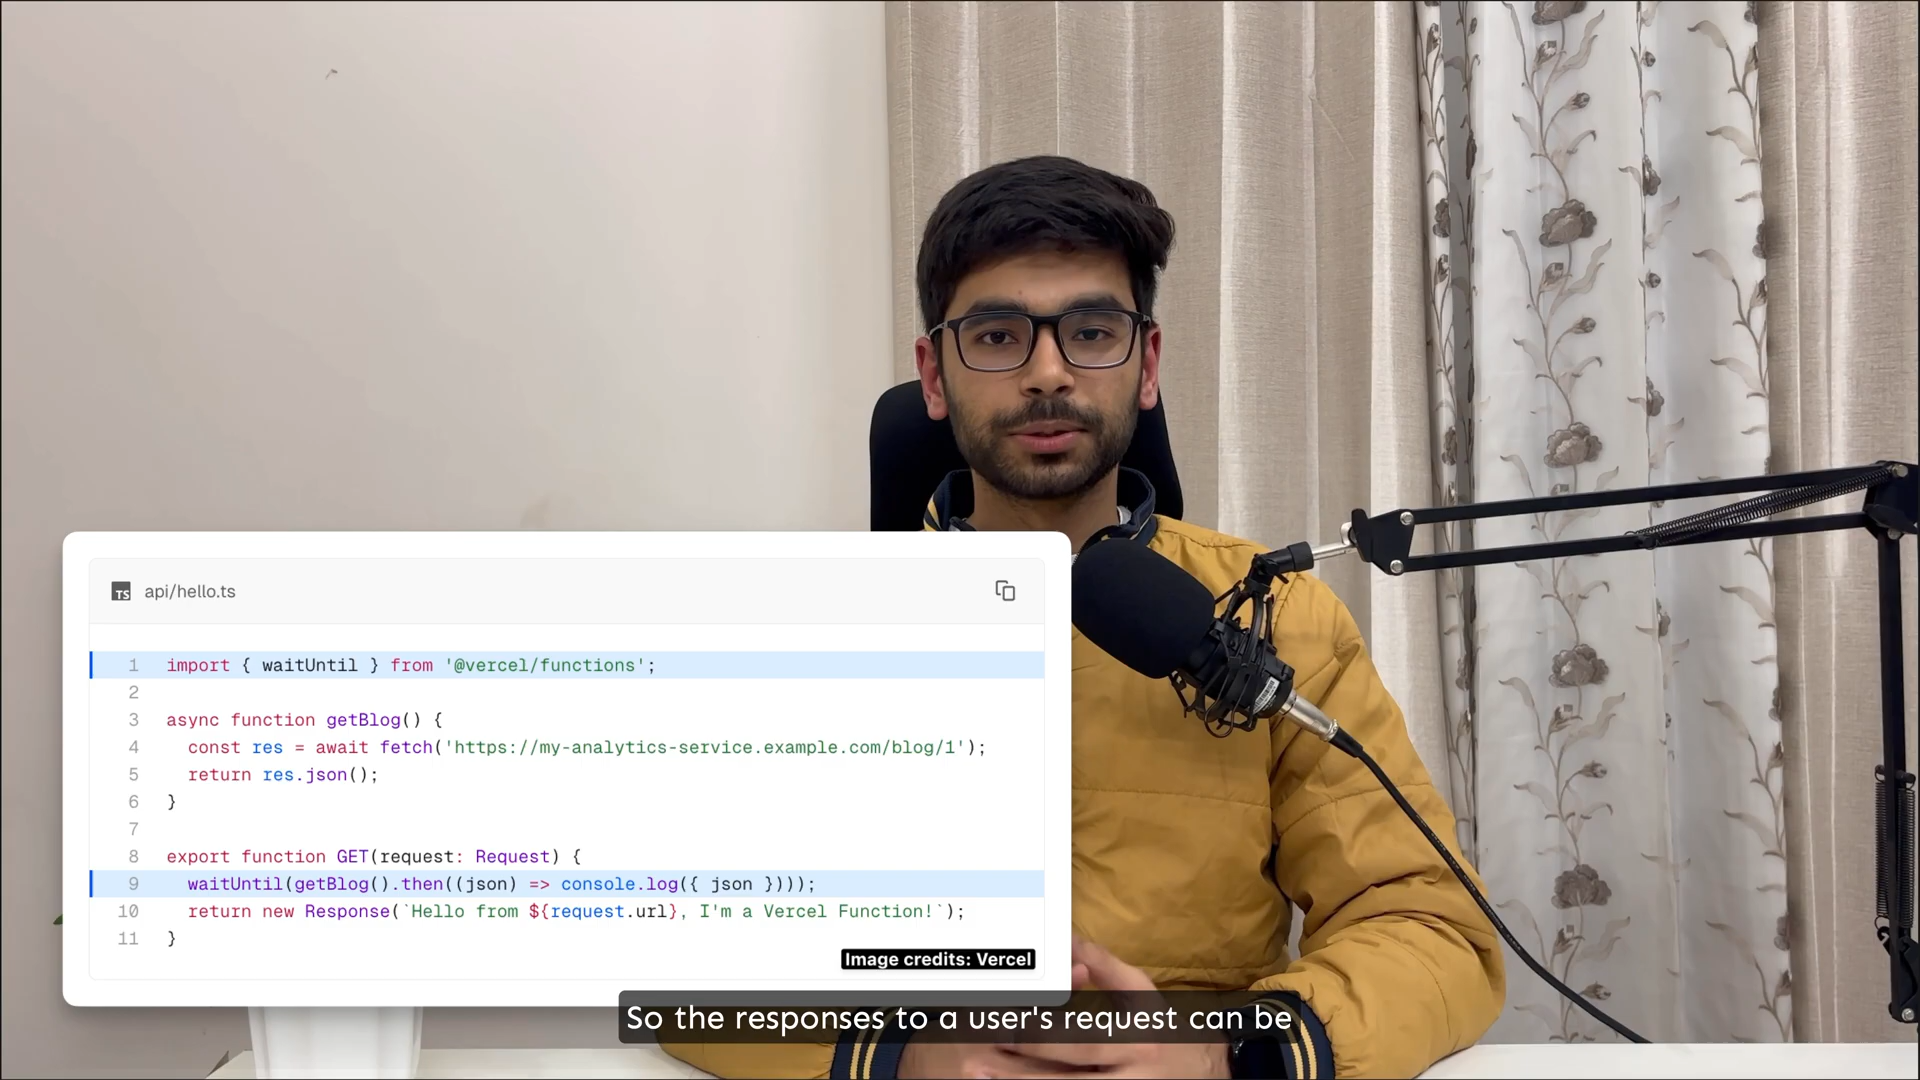 TS api/hello.ts
1 import { waitUntil } from '@vercel/functions';
2
3 async function getBlog() {
4 const res = await fetch('https://my-analytics-service.example.com/blog/1');
5 return res.json();
6 }
7
8 export function GET(request: Request) {
9 waitUntil(getBlog().then((json) => console.log({ json })));
10 return new Response(`Hello from ${request.url}, I'm a Vercel Function!`);
11 }
Image credits: Vercel
So the responses to a user's request can be